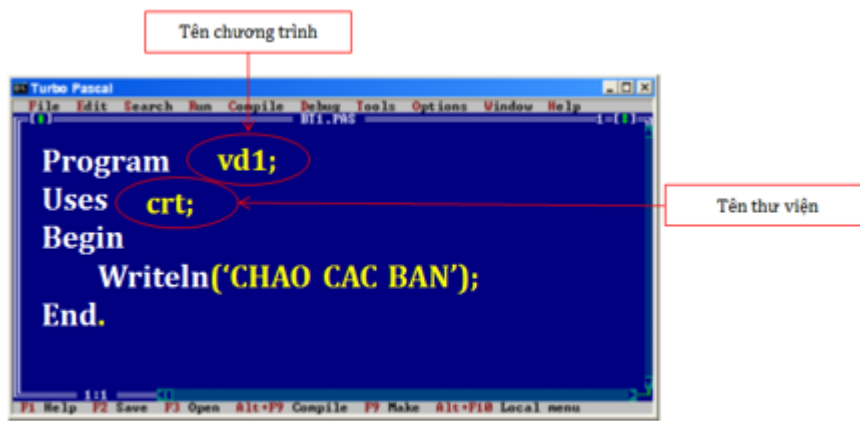 Tên chương trình
Turbo Pascal
File Edit Search Run Compile Debug Tools Options Window Help
BT1.PAS
1
Program vd1;
Uses crt;
Tên thư viện
Begin
Writeln(‘CHAO CAC BAN’);
End.
1:1
F1 Help F2 Save F3 Open Alt+F9 Compile F9 Make Alt+F10 Local menu